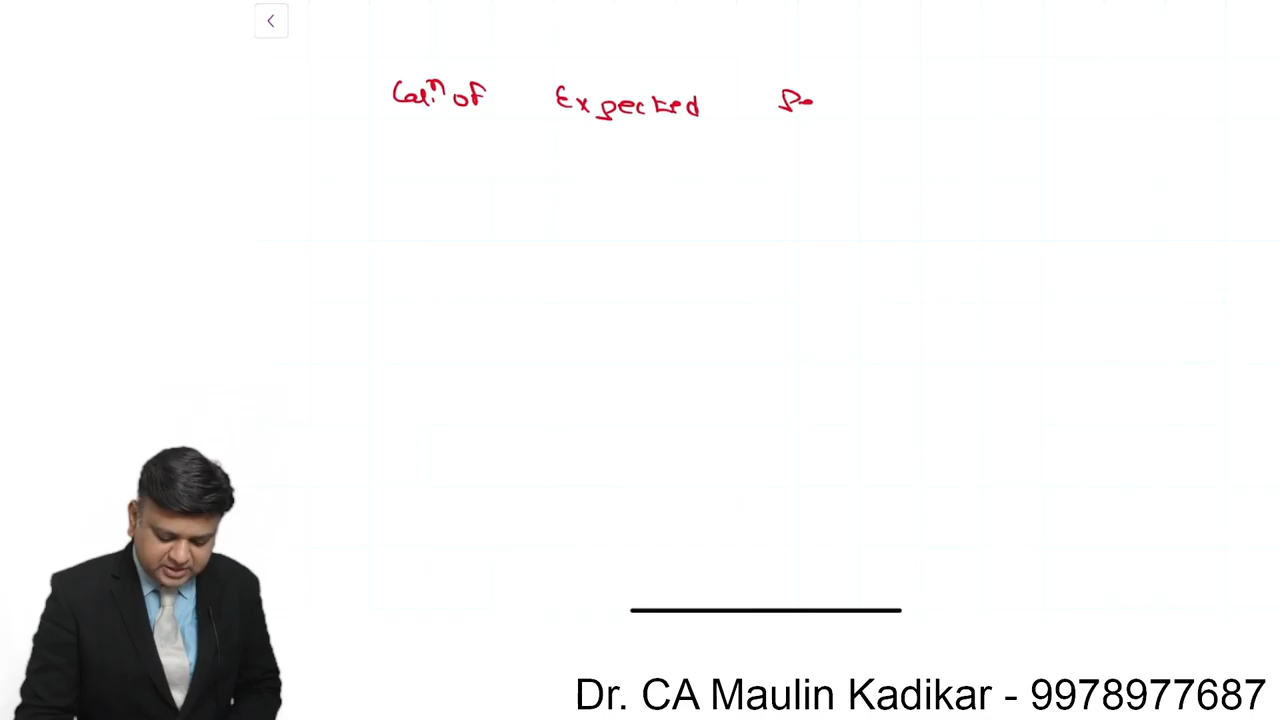 Calⁿ of Expected
Dr. CA Maulin Kadikar - 9978977687